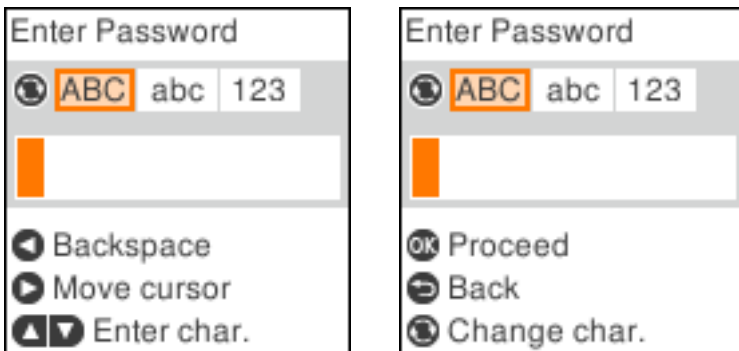 Enter Password
ABC abc 123
Backspace
Move cursor
Enter char.
Enter Password
ABC abc 123
OK Proceed
Back
Change char.